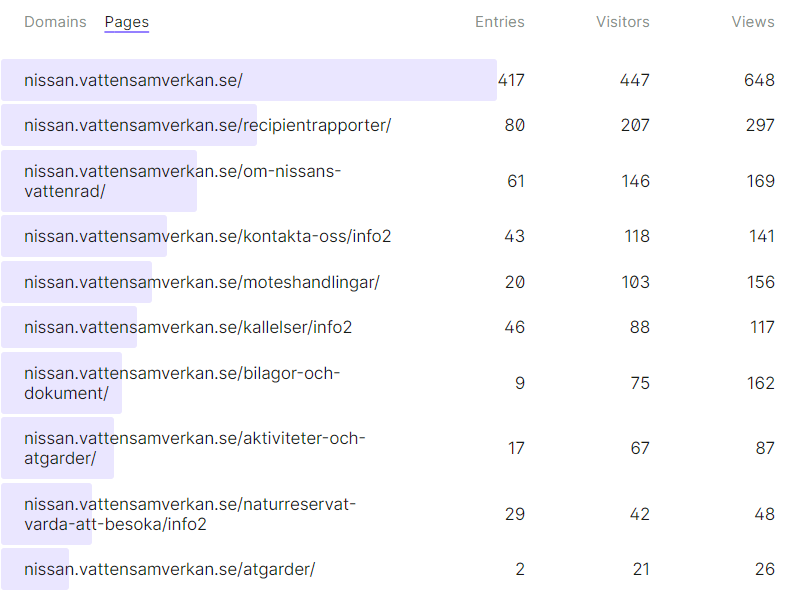 Domains Pages Entries Visitors Views
nissan.vattensamverkan.se/ 417 447 648
nissan.vattensamverkan.se/recipientrapporter/ 80 207 297
nissan.vattensamverkan.se/om-nissans-
vattenrad/ 61 146 169
nissan.vattensamverkan.se/kontakta-oss/info2 43 118 141
nissan.vattensamverkan.se/moteshandlingar/ 20 103 156
nissan.vattensamverkan.se/kallelser/info2 46 88 117
nissan.vattensamverkan.se/bilagor-och-
dokument/ 9 75 162
nissan.vattensamverkan.se/aktiviteter-och-
atgarder/ 17 67 87
nissan.vattensamverkan.se/naturreservat-
varda-att-besoka/info2 29 42 48
nissan.vattensamverkan.se/atgarder/ 2 21 26